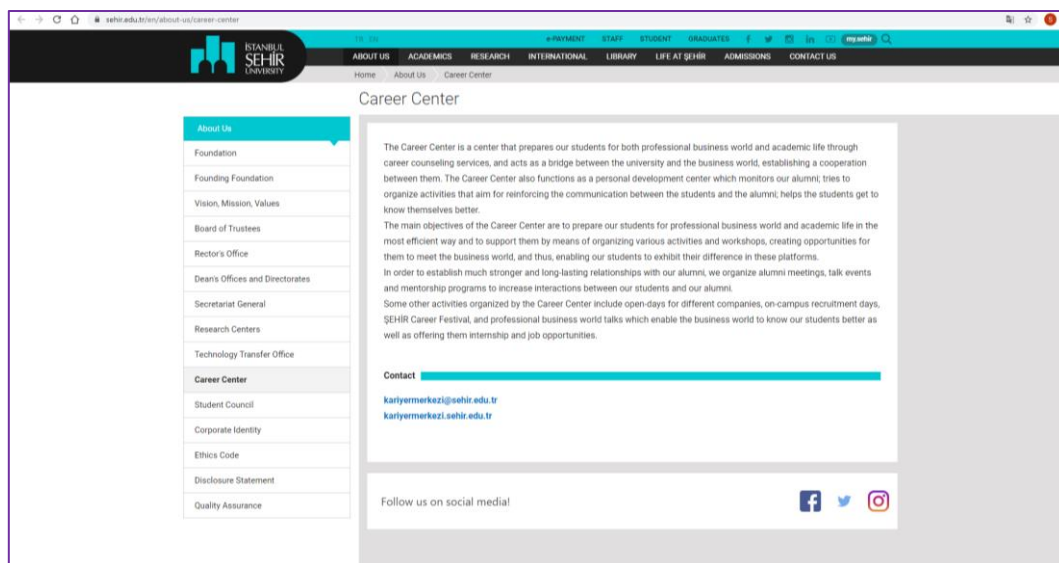 sehir.edu.tr/en/about-us/career-center
TR EN
e-PAYMENT STAFF STUDENT GRADUATES my.sehir
İSTANBUL
ŞEHİR
UNIVERSITY
ABOUT US ACADEMICS RESEARCH INTERNATIONAL LIBRARY LIFE AT ŞEHİR ADMISSIONS CONTACT US
Home About Us Career Center
Career Center
About Us
Foundation
Founding Foundation
Vision, Mission, Values
Board of Trustees
Rector's Office
Dean's Offices and Directorates
Secretariat General
Research Centers
Technology Transfer Office
Career Center
Student Council
Corporate Identity
Ethics Code
Disclosure Statement
Quality Assurance
The Career Center is a center that prepares our students for both professional business world and academic life through
career counseling services, and acts as a bridge between the university and the business world, establishing a cooperation
between them. The Career Center also functions as a personal development center which monitors our alumni; tries to
organize activities that aim for reinforcing the communication between the students and the alumni; helps the students get to
know themselves better.
The main objectives of the Career Center are to prepare our students for professional business world and academic life in the
most efficient way and to support them by means of organizing various activities and workshops, creating opportunities for
them to meet the business world, and thus, enabling our students to exhibit their difference in these platforms.
In order to establish much stronger and long-lasting relationships with our alumni, we organize alumni meetings, talk events
and mentorship programs to increase interactions between our students and our alumni.
Some other activities organized by the Career Center include open-days for different companies, on-campus recruitment days,
ŞEHİR Career Festival, and professional business world talks which enable the business world to know our students better as
well as offering them internship and job opportunities.
Contact
kariyermerkezi@sehir.edu.tr
kariyermerkezi.sehir.edu.tr
Follow us on social media!